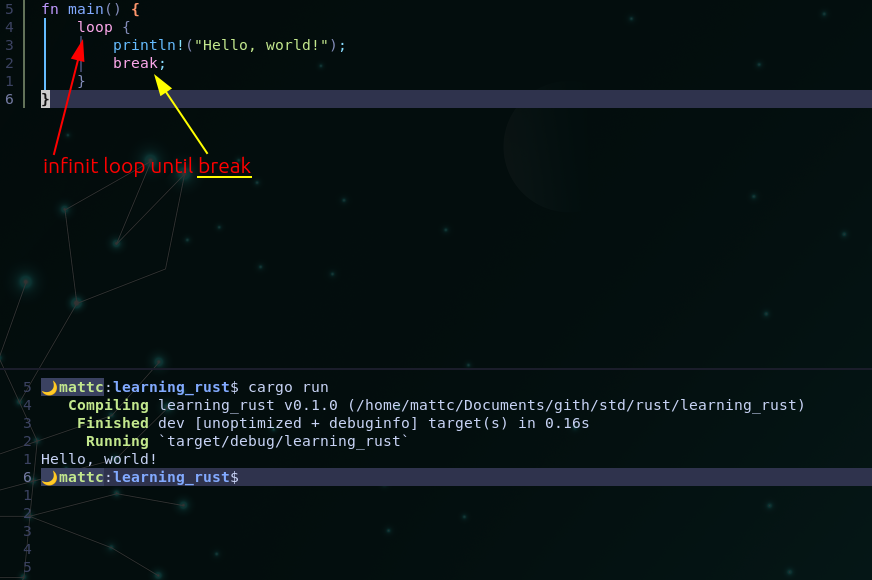 5 fn main() {
4 loop {
3 println!("Hello, world!");
2 break;
1 }
6 }
infinit loop until break
5 🌙mattc:learning_rust$ cargo run
4 Compiling learning_rust v0.1.0 (/home/mattc/Documents/gith/std/rust/learning_rust)
3 Finished dev [unoptimized + debuginfo] target(s) in 0.16s
2 Running `target/debug/learning_rust`
1 Hello, world!
6 🌙mattc:learning_rust$
1
2
3
4
5